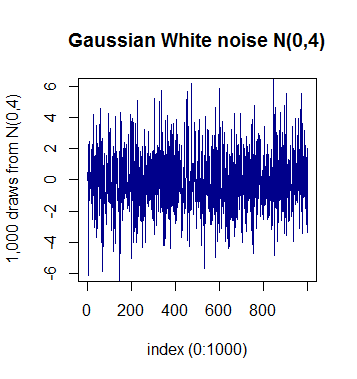 Gaussian White noise N(0,4)
1,000 draws from N(0,4)
6
4
2
0
-2
-4
-6
0 200 400 600 800
index (0:1000)